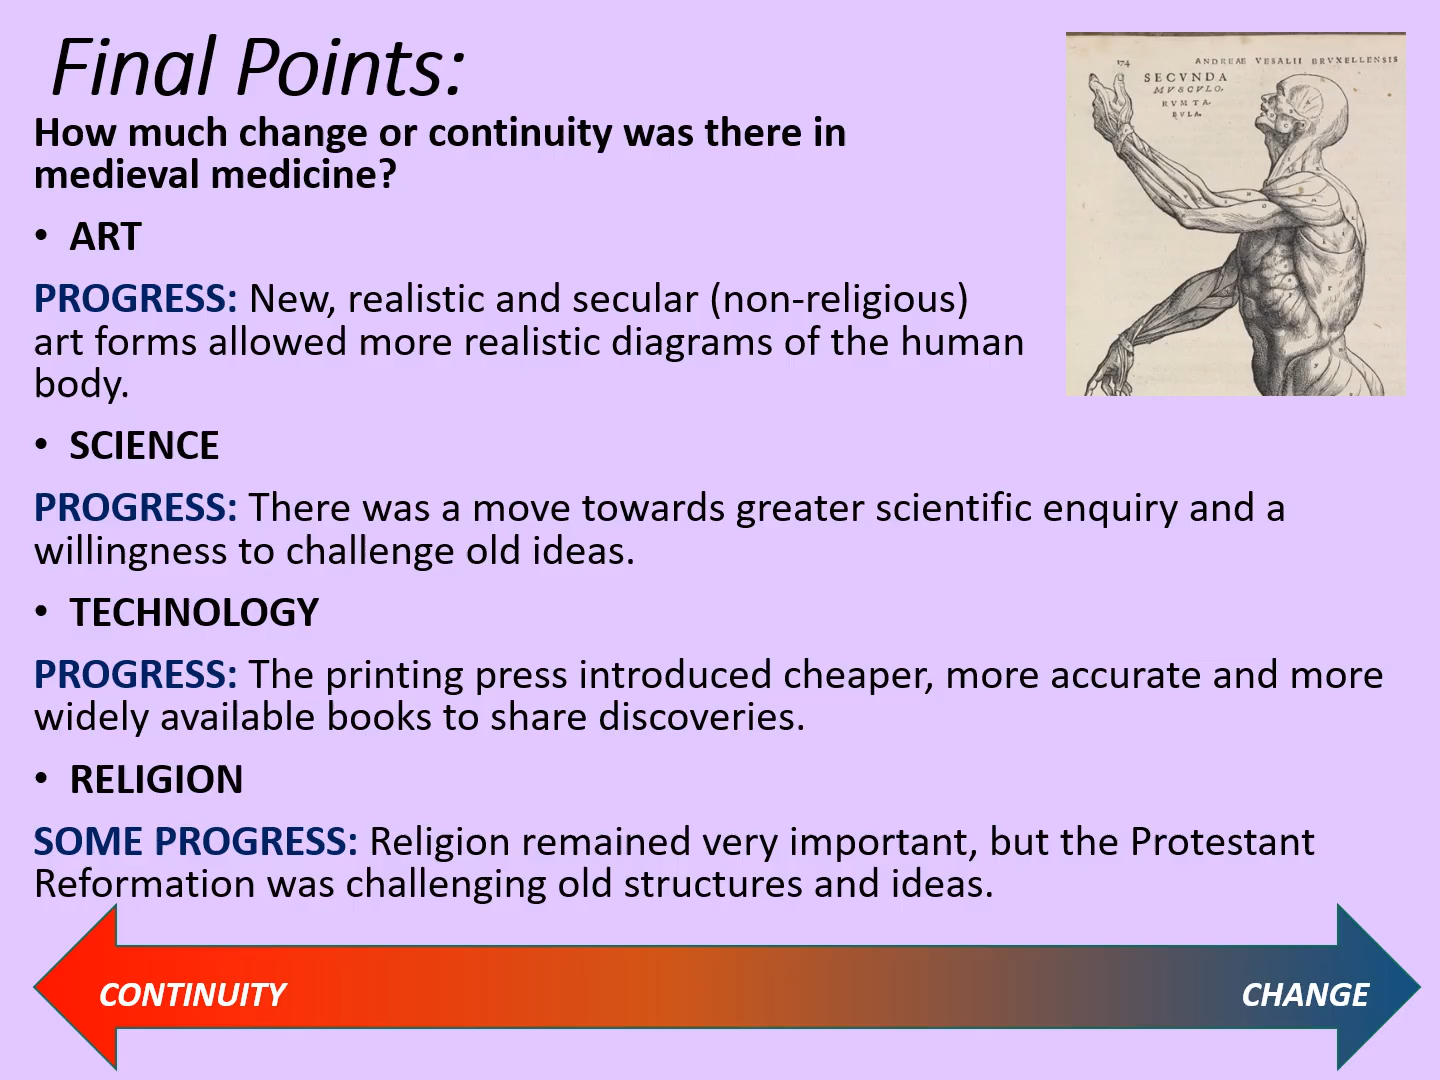 Final Points:
How much change or continuity was there in
medieval medicine?
• ART
PROGRESS: New, realistic and secular (non-religious)
art forms allowed more realistic diagrams of the human
body.
• SCIENCE
PROGRESS: There was a move towards greater scientific enquiry and a
willingness to challenge old ideas.
• TECHNOLOGY
PROGRESS: The printing press introduced cheaper, more accurate and more
widely available books to share discoveries.
• RELIGION
SOME PROGRESS: Religion remained very important, but the Protestant
Reformation was challenging old structures and ideas.
CONTINUITY
CHANGE
174 ANDREAE VESALII BRVXELLENSIS
SECVNDA
MVSCVLO,
RVM TA,
BVLA.